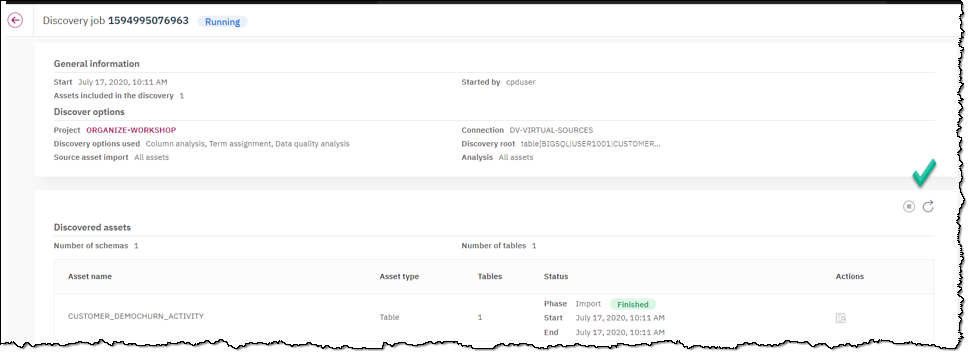 Discovery job 1594995076963 Running
General information
Start July 17, 2020, 10:11 AM Started by cpduser
Assets included in the discovery 1
Discover options
Project ORGANIZE-WORKSHOP Connection DV-VIRTUAL-SOURCES
Discovery options used Column analysis, Term assignment, Data quality analysis Discovery root table[BIGSQL|USER1001|CUSTOMER...
Source asset import All assets Analysis All assets
Discovered assets
Number of schemas 1 Number of tables 1
Asset name Asset type Tables Status Actions
Phase Import Finished
CUSTOMER_DEMOCHURN_ACTIVITY Table 1 Start July 17, 2020, 10:11 AM
End July 17, 2020, 10:11 AM